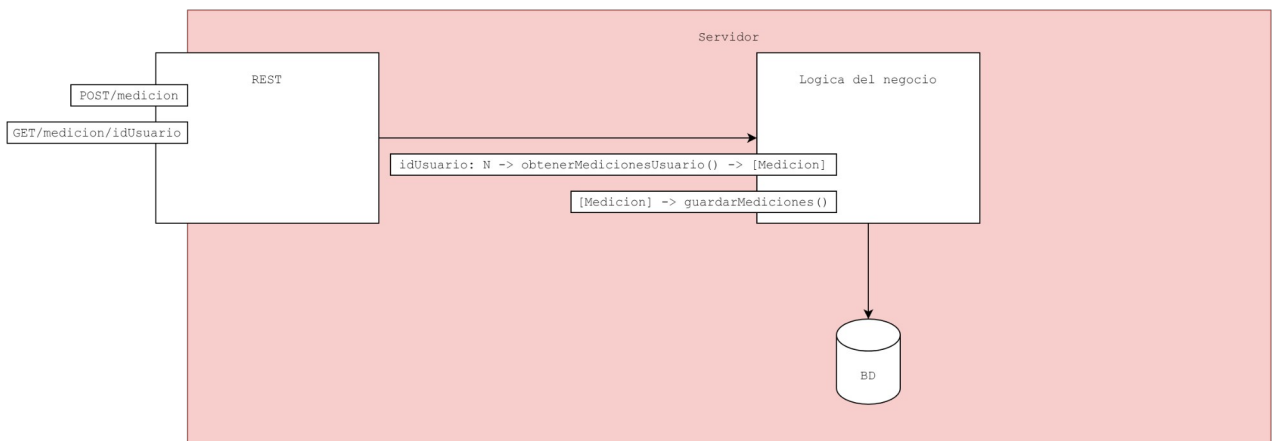 Servidor
REST
Logica del negocio
POST/medicion
GET/medicion/idUsuario
idUsuario: N -> obtenerMedicionesUsuario() -> [Medicion]
[Medicion] -> guardarMediciones()
BD